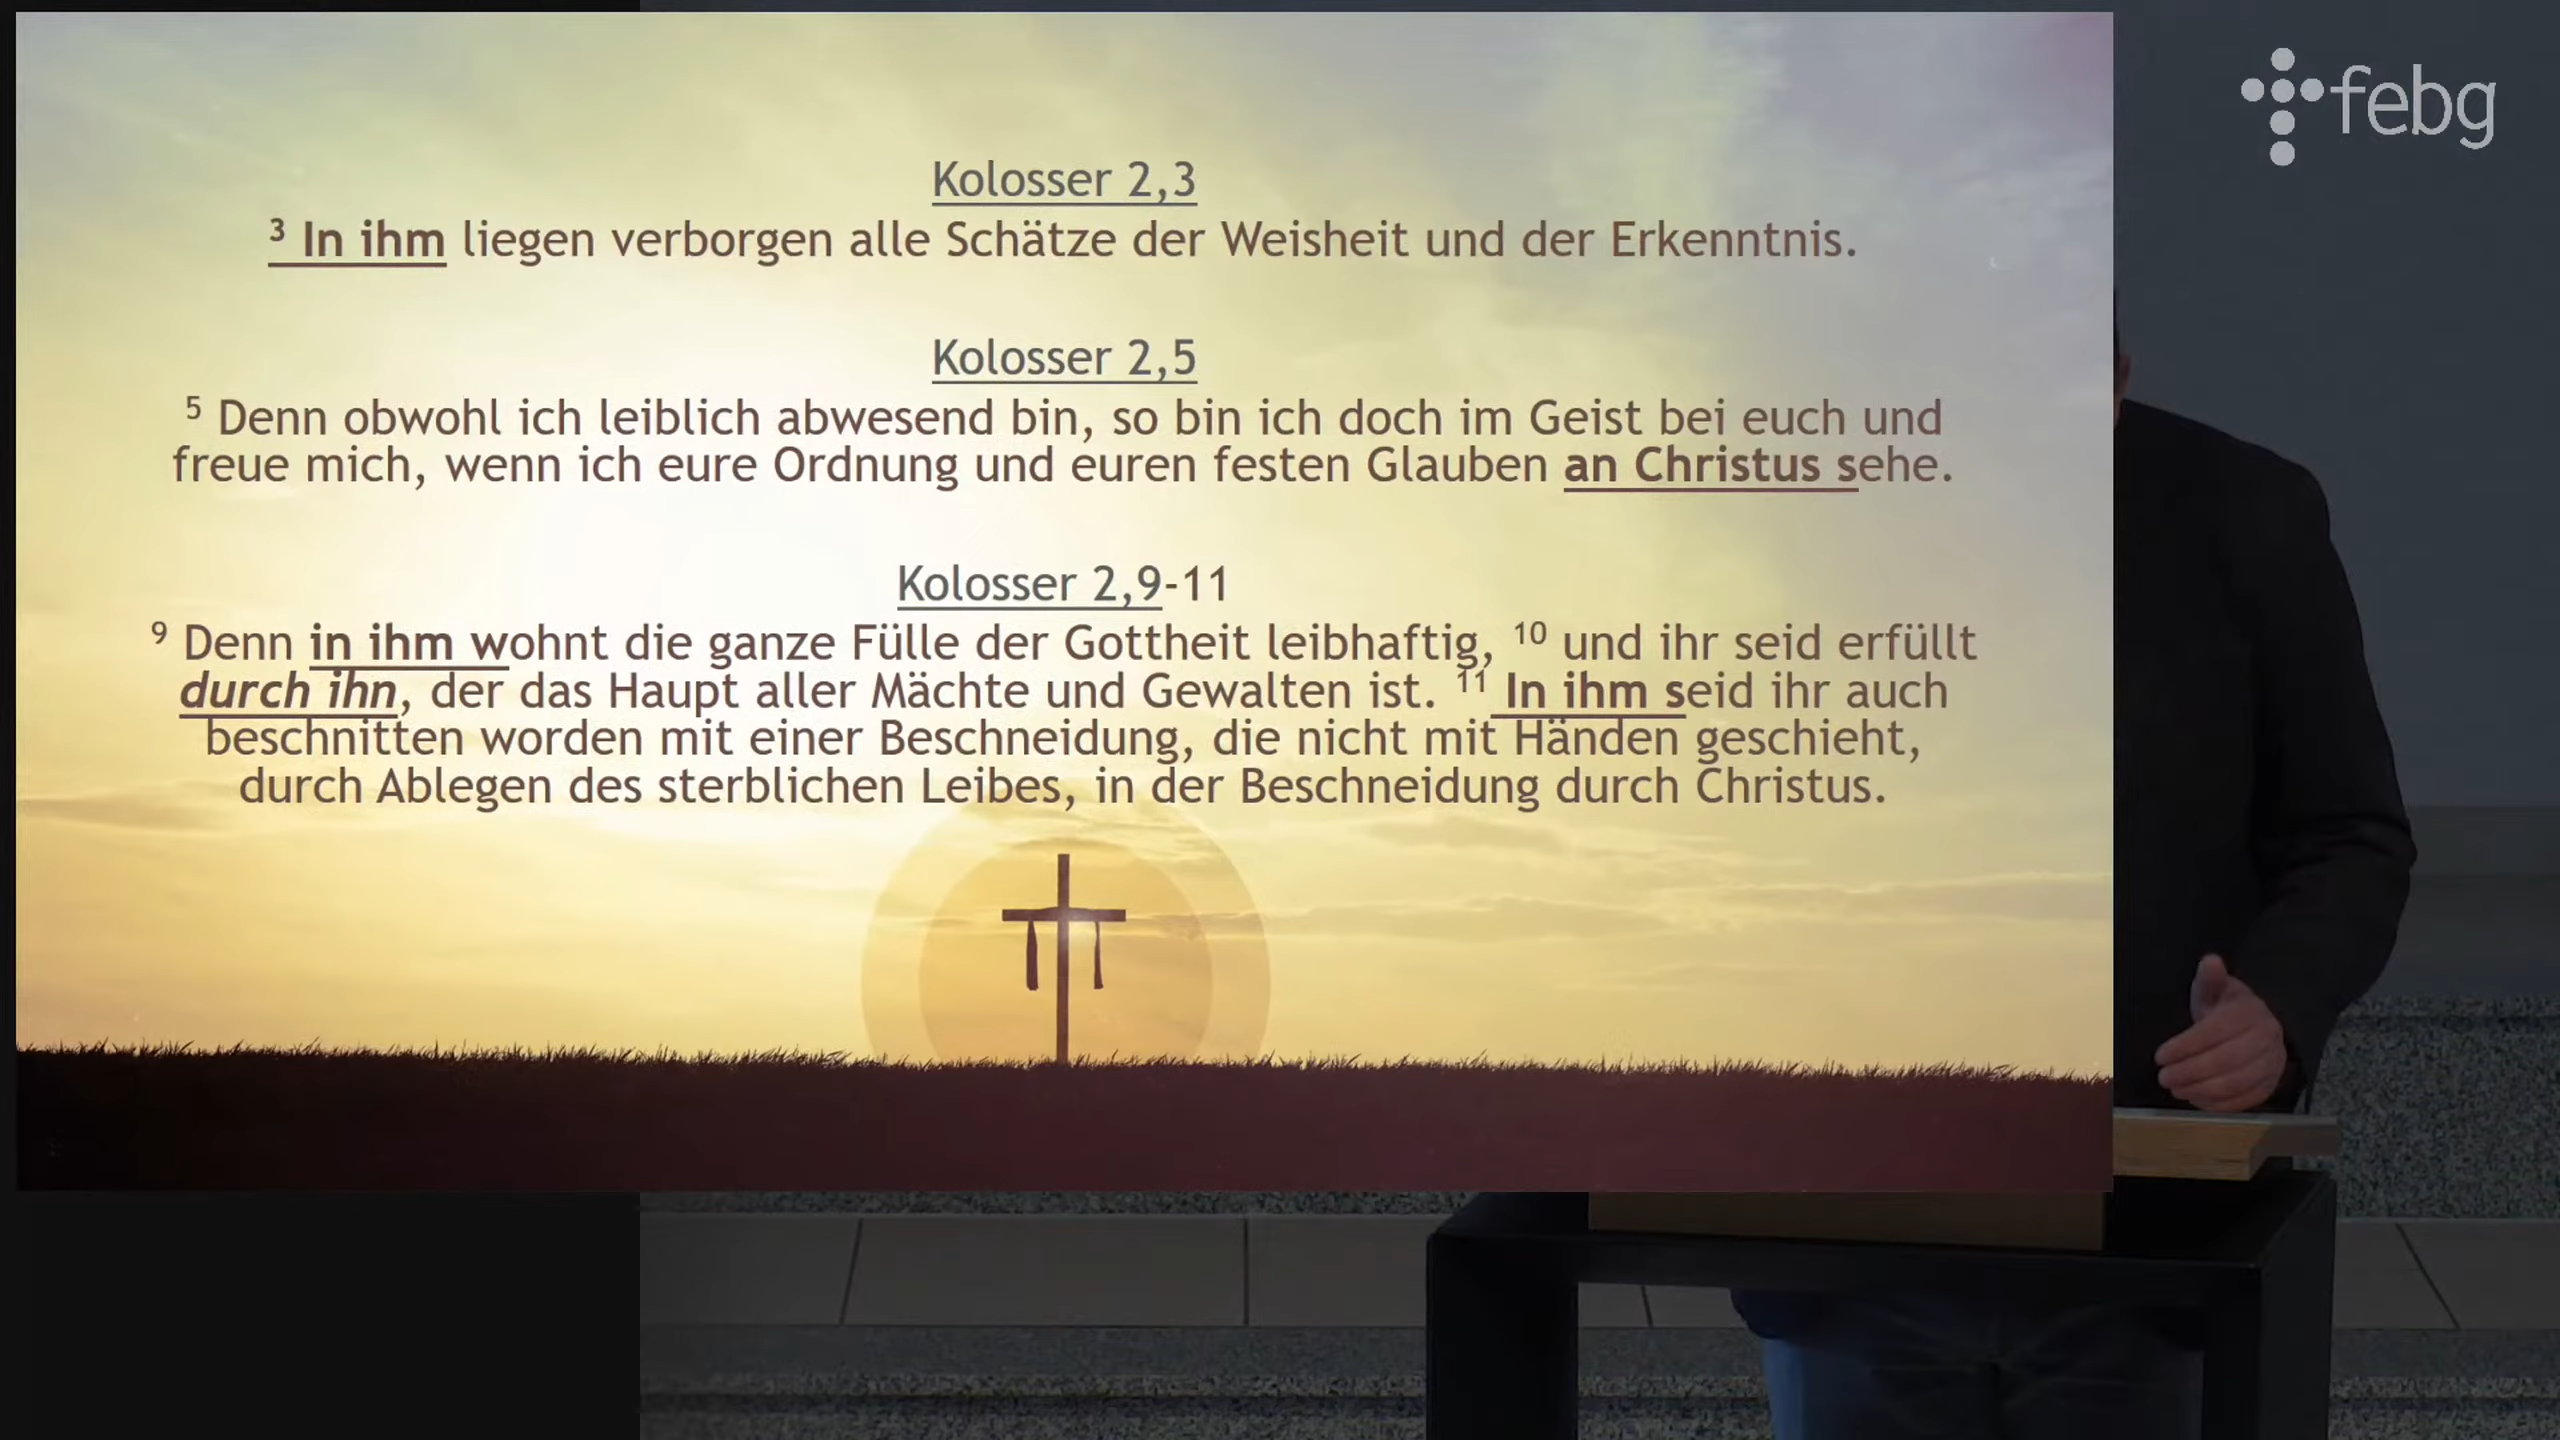 febg
Kolosser 2,3
³ In ihm liegen verborgen alle Schätze der Weisheit und der Erkenntnis.
Kolosser 2,5
⁵ Denn obwohl ich leiblich abwesend bin, so bin ich doch im Geist bei euch und
freue mich, wenn ich eure Ordnung und euren festen Glauben an Christus sehe.
Kolosser 2,9-11
⁹ Denn in ihm wohnt die ganze Fülle der Gottheit leibhaftig, ¹⁰ und ihr seid erfüllt
durch ihn, der das Haupt aller Mächte und Gewalten ist. ¹¹ In ihm seid ihr auch
beschnitten worden mit einer Beschneidung, die nicht mit Händen geschieht,
durch Ablegen des sterblichen Leibes, in der Beschneidung durch Christus.